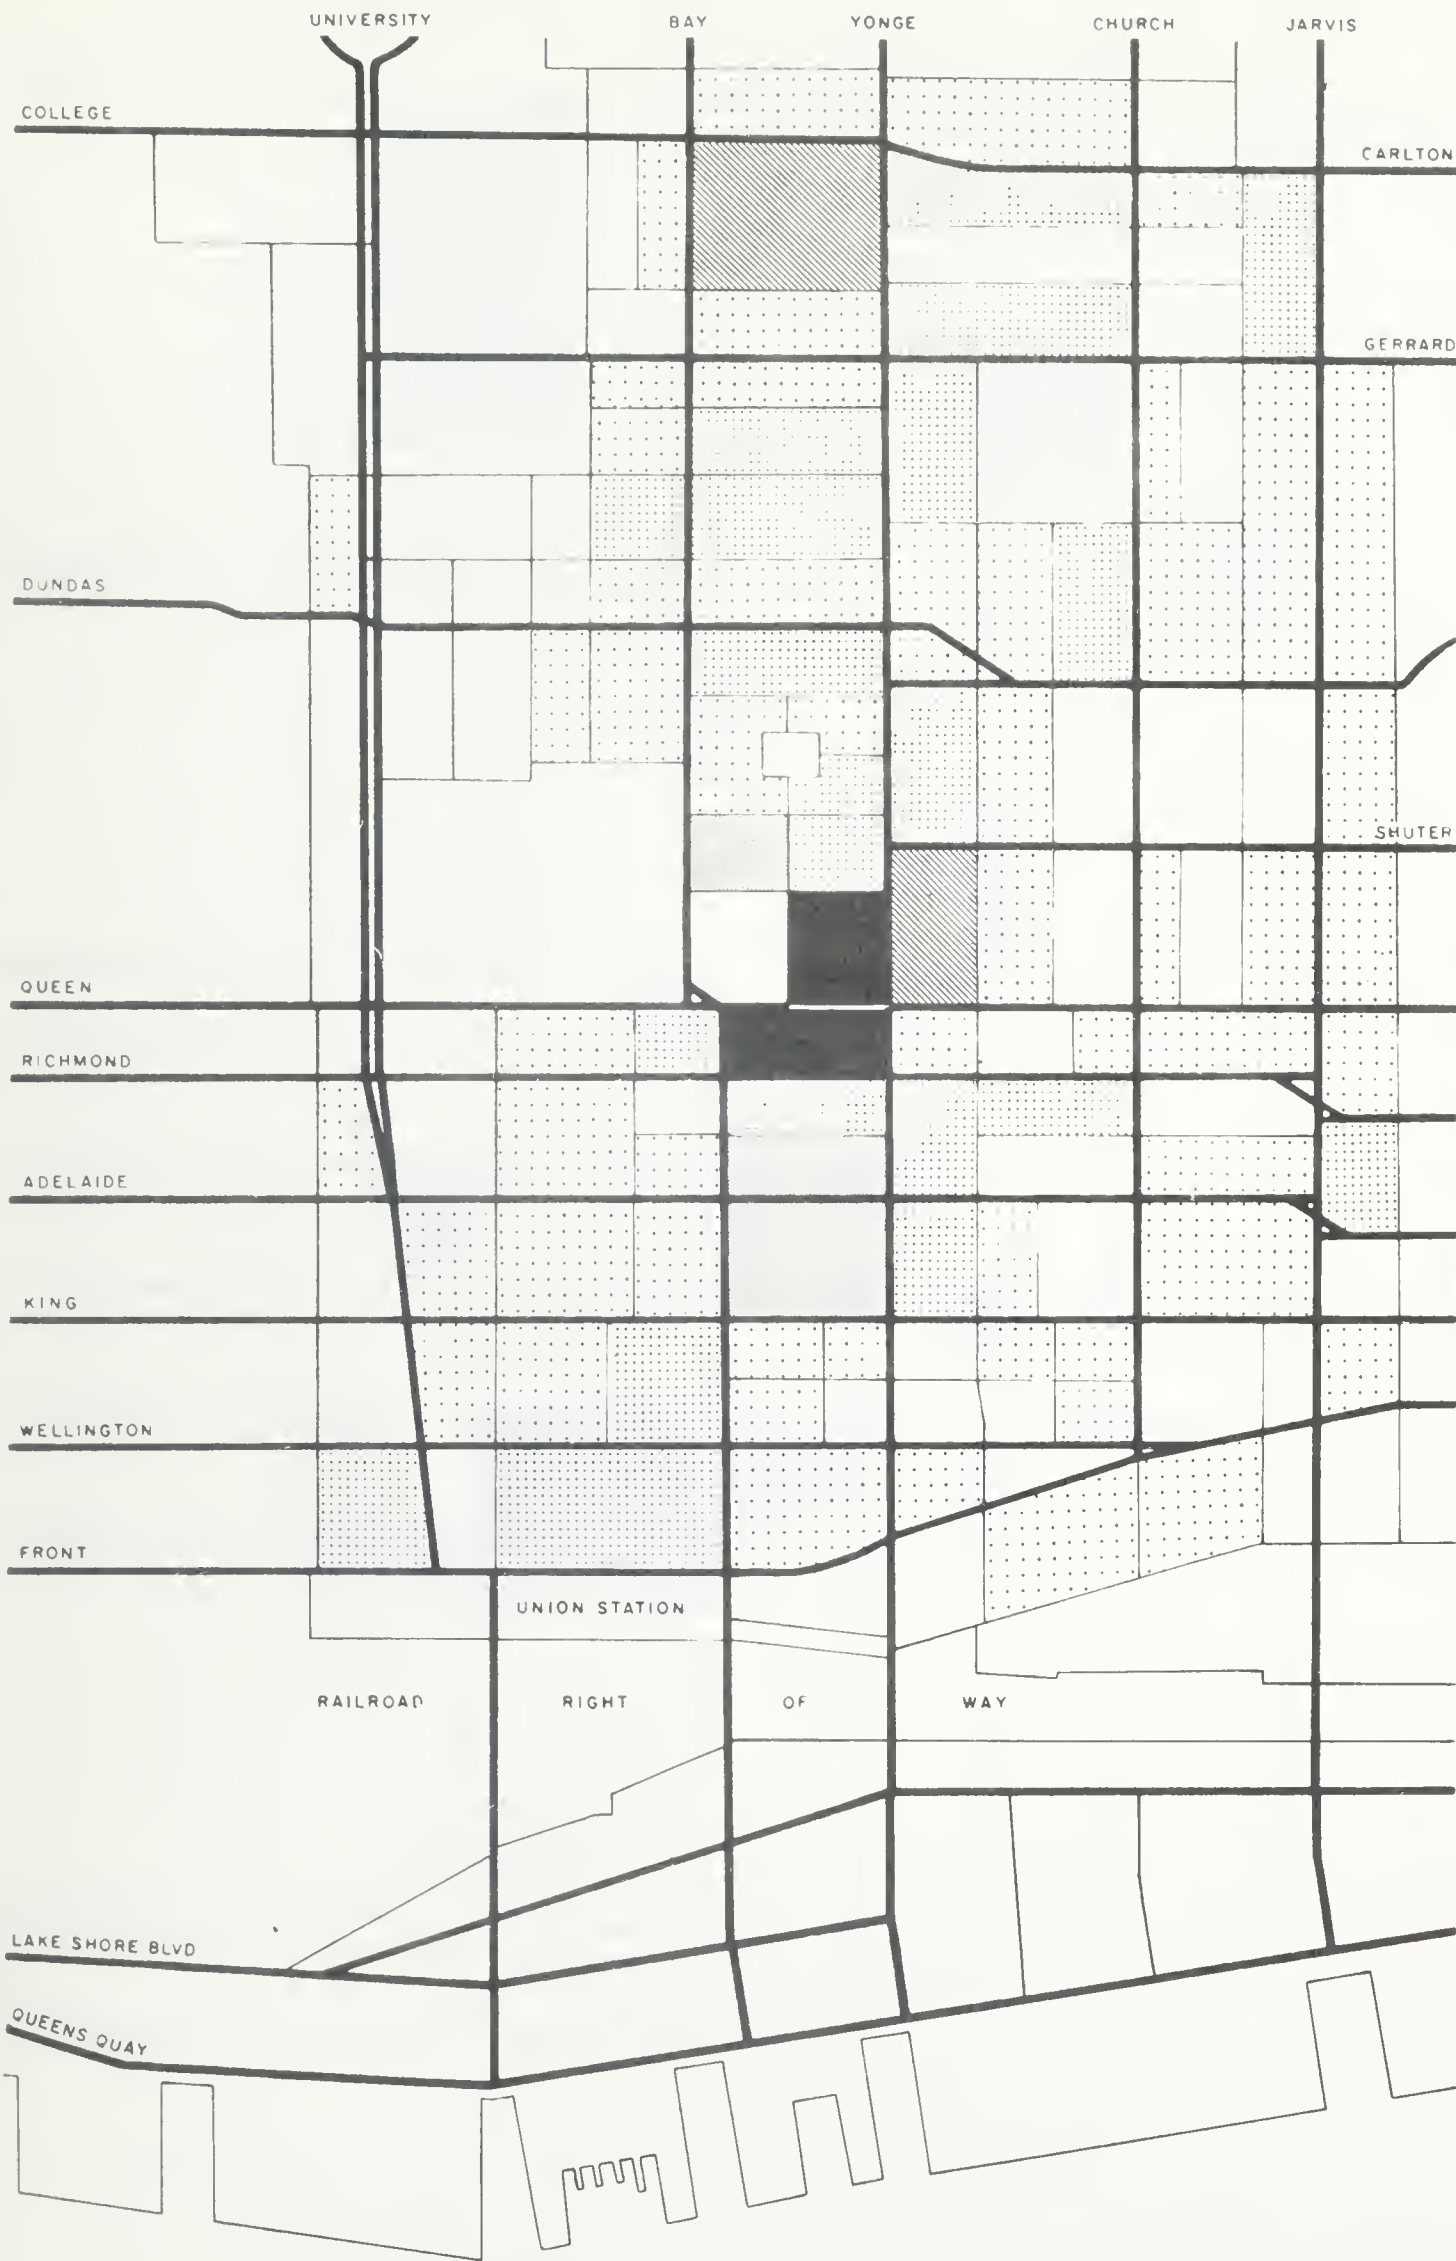 UNIVERSITY
BAY
YONGE
CHURCH
JARVIS
COLLEGE
CARLTON
GERRARD
DUNDAS
SHUTER
QUEEN
RICHMOND
ADELAIDE
KING
WELLINGTON
FRONT
UNION STATION
RAILROAD RIGHT OF WAY
LAKE SHORE BLVD
QUEENS QUAY